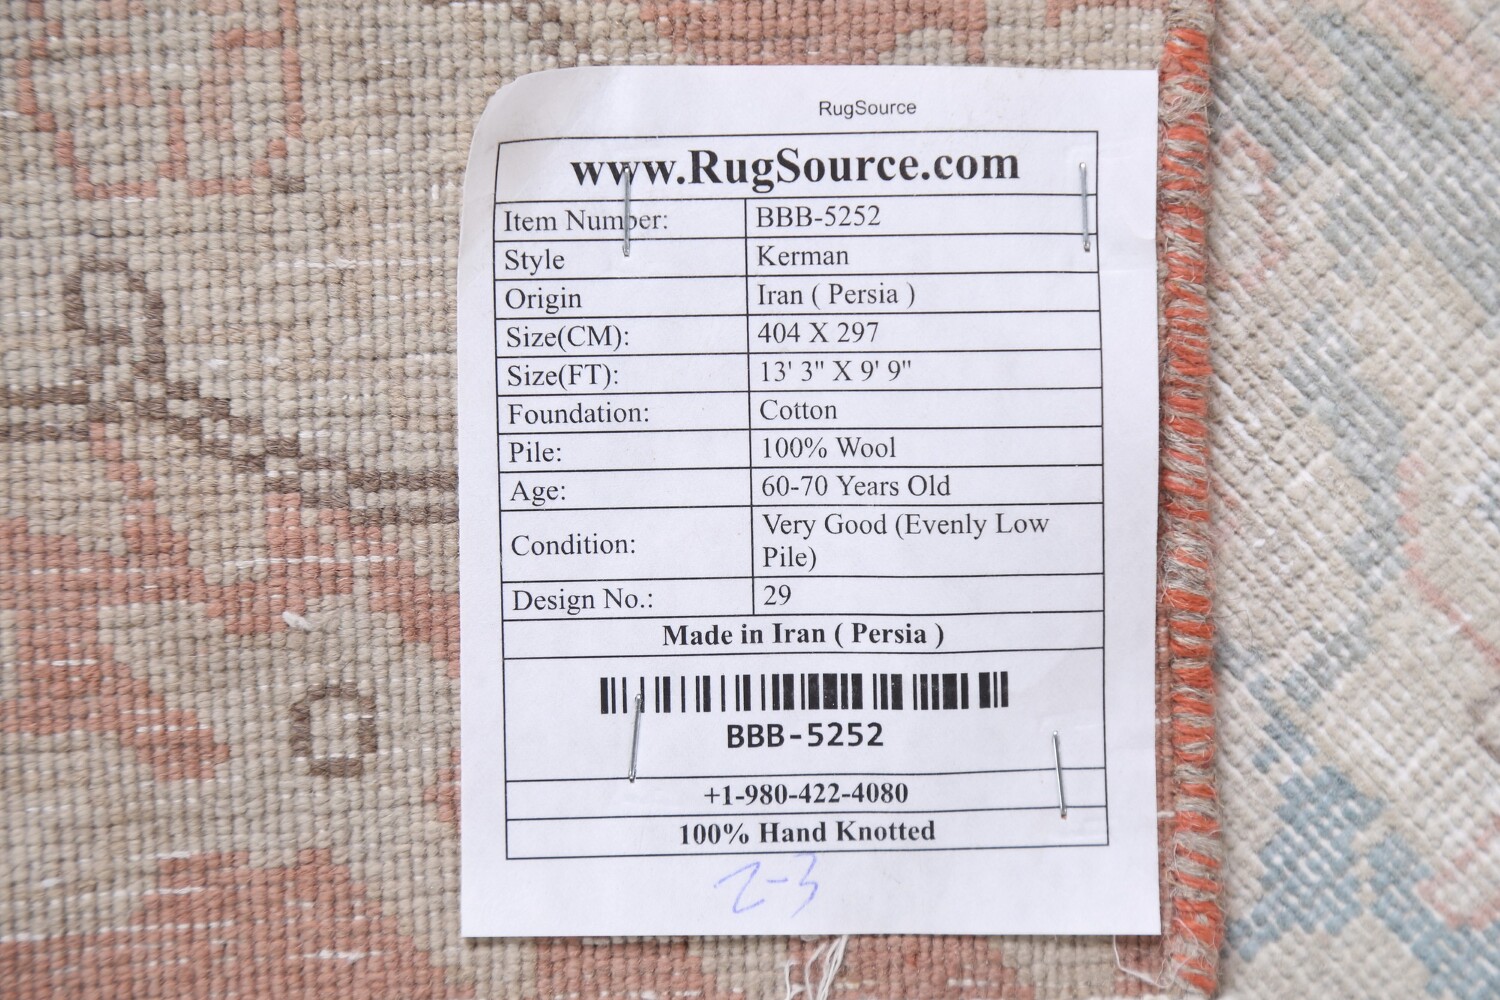 RugSource
www.RugSource.com
Item Number: BBB-5252
Style Kerman
Origin Iran ( Persia )
Size(CM): 404 X 297
Size(FT): 13' 3" X 9' 9"
Foundation: Cotton
Pile: 100% Wool
Age: 60-70 Years Old
Condition: Very Good (Evenly Low
Pile)
Design No.: 29
Made in Iran ( Persia )
BBB-5252
+1-980-422-4080
100% Hand Knotted
2-3